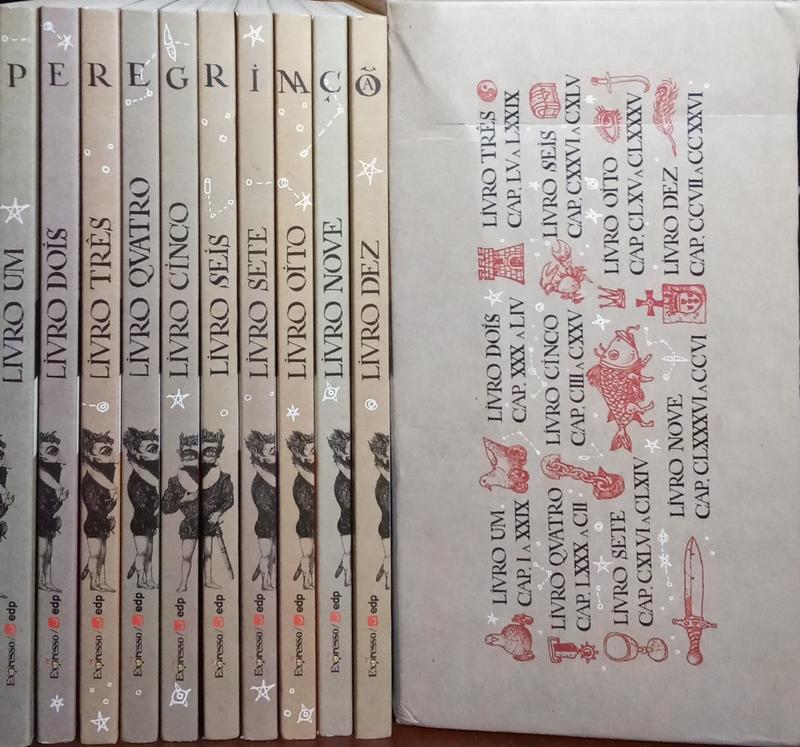 P E R E G R I NA Ç ÃO
LIVRO UM
Expresso/edp
LIVRO DOIS
Expresso/edp
LIVRO TRÊS
Expresso/edp
LIVRO QVATRO
Expresso/edp
LIVRO CINCO
Expresso/edp
LIVRO SEIS
Expresso/edp
LIVRO SETE
Expresso/edp
LIVRO OITO
Expresso/edp
LIVRO NOVE
Expresso/edp
LIVRO DEZ
Expresso/edp
LIVRO UM.
CAP. I A XXIX
LIVRO DOIS
CAP. XXX A LIV
LIVRO TRÊS
CAP. LV A LXXIX
LIVRO QVATRO
CAP. LXXX A CII
LIVRO CINCO
CAP. CIII A CXXV
LIVRO SEIS
CAP. CXXVI A CXLV
LIVRO SETE
CAP. CXLVI A CLXIV
LIVRO OITO
CAP. CLXV A CLXXXV
LIVRO NOVE
CAP. CLXXXVI A CCVI
LIVRO DEZ
CAP. CCVII A CCXXVI